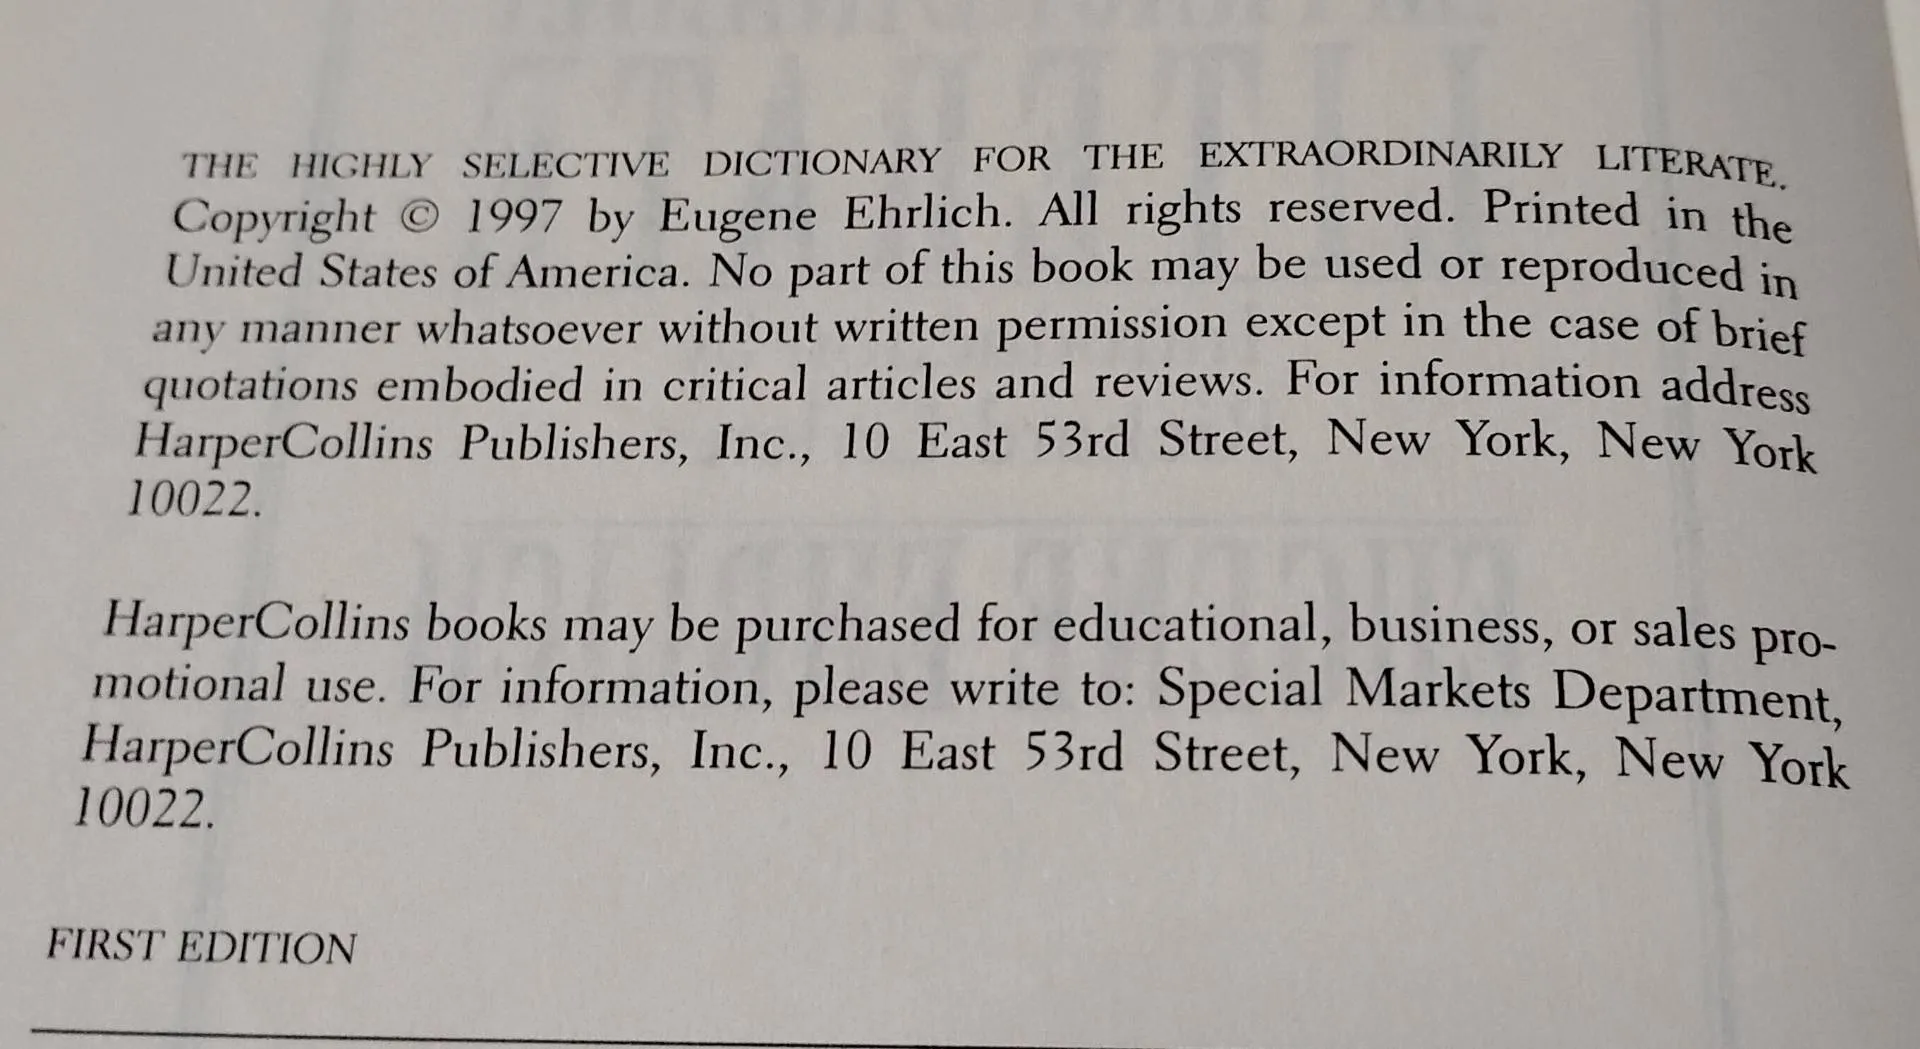 THE HIGHLY SELECTIVE DICTIONARY FOR THE EXTRAORDINARILY LITERATE.
Copyright © 1997 by Eugene Ehrlich. All rights reserved. Printed in the
United States of America. No part of this book may be used or reproduced in
any manner whatsoever without written permission except in the case of brief
quotations embodied in critical articles and reviews. For information address
HarperCollins Publishers, Inc., 10 East 53rd Street, New York, New York
10022.
HarperCollins books may be purchased for educational, business, or sales pro-
motional use. For information, please write to: Special Markets Department,
HarperCollins Publishers, Inc., 10 East 53rd Street, New York, New York
10022.
FIRST EDITION